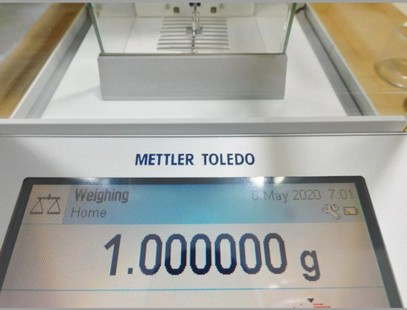 METTLER TOLEDO
Weighing
6 May 2020 7:01
Home
1.000000 g